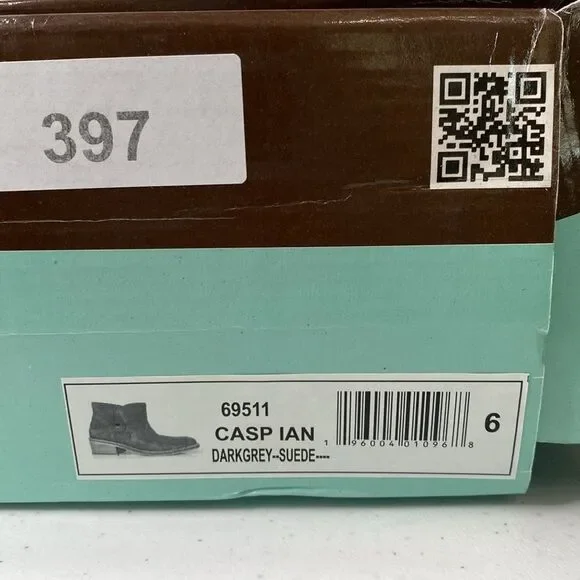 397
69511
CASP IAN
DARKGREY--SUEDE----
1 96004 01096 8
6